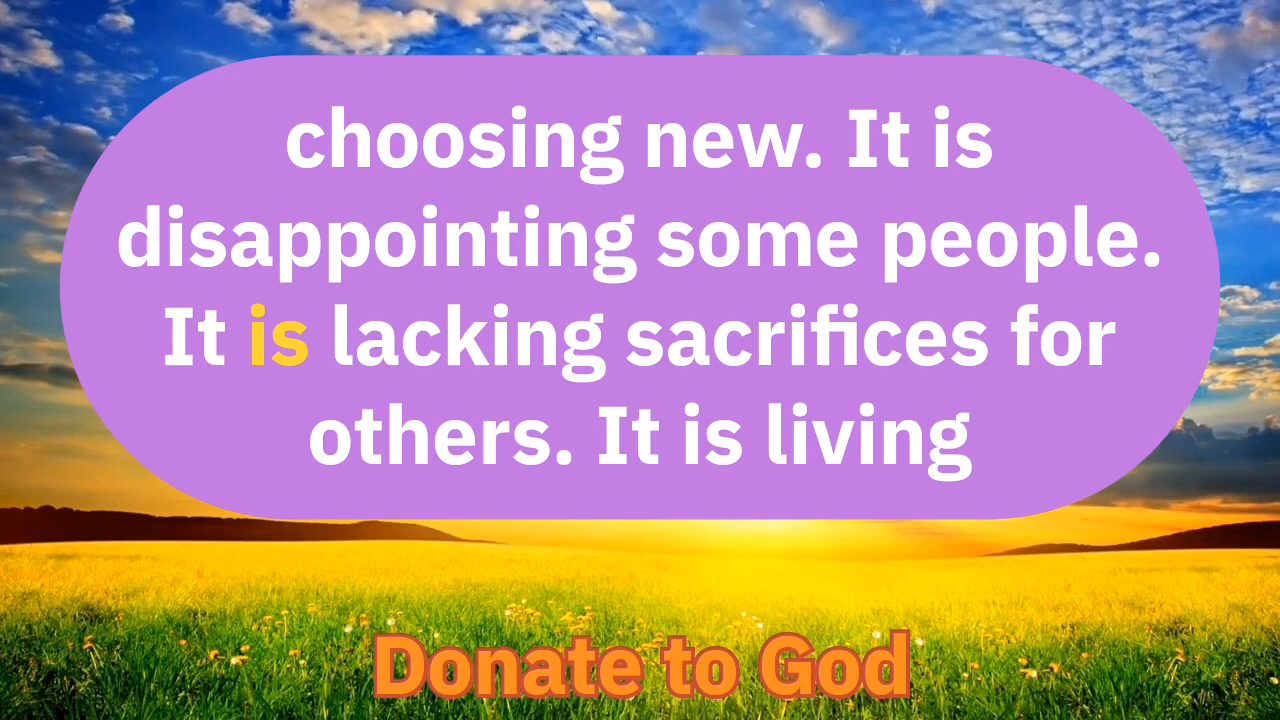 choosing new. It is
disappointing some people.
It is lacking sacrifices for
others. It is living
Donate to God